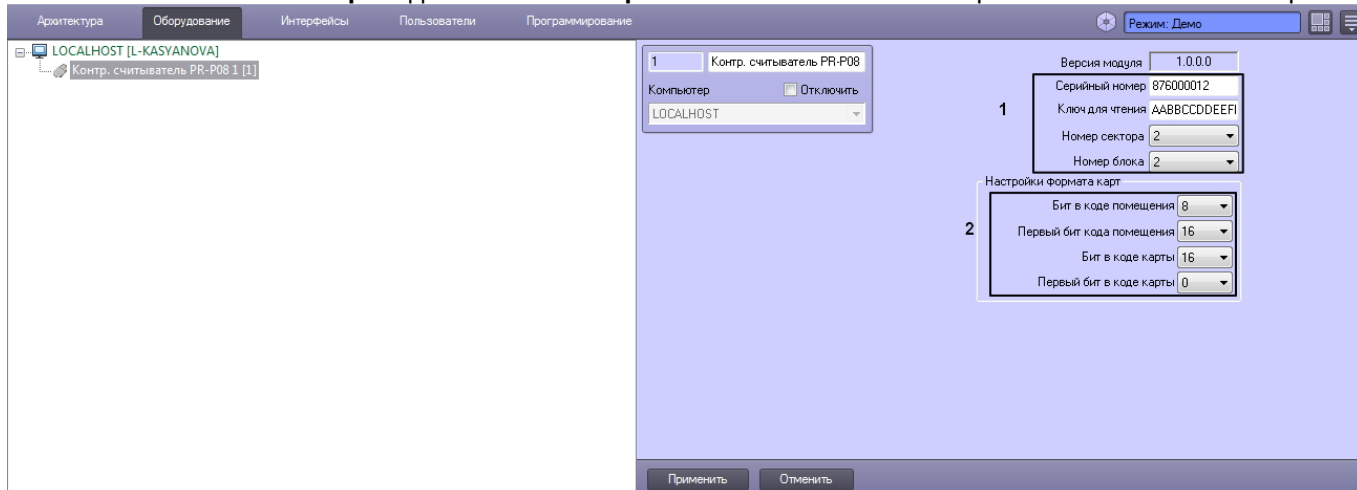 Архитектура Оборудование Интерфейсы Пользователи Программирование Режим: Демо
LOCALHOST [L-KASYANOVA]
Контр. считыватель PR-P08 1 [1]
1 Контр. считыватель PR-P08
Компьютер Отключить
LOCALHOST
Версия модуля 1.0.0.0
1
Серийный номер 876000012
Ключ для чтения AABBCCDDEEFI
Номер сектора 2
Номер блока 2
Настройки формата карт
2
Бит в коде помещения 8
Первый бит кода помещения 16
Бит в коде карты 16
Первый бит в коде карты 0
Применить Отменить